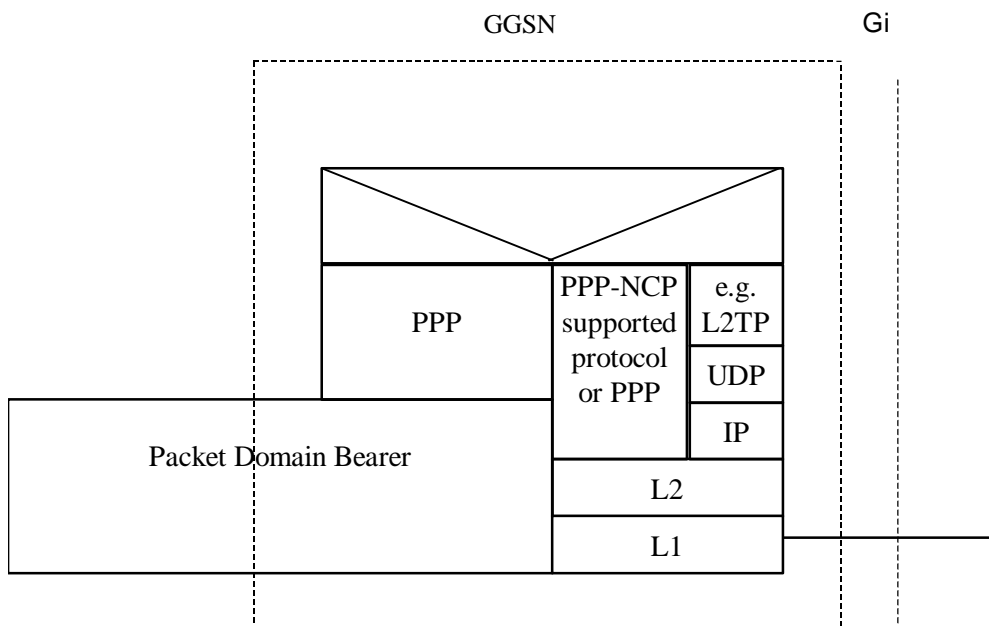 GGSN
Gi
PPP
PPP-NCP
supported
protocol
or PPP
e.g.
L2TP
UDP
IP
Packet Domain Bearer
L2
L1